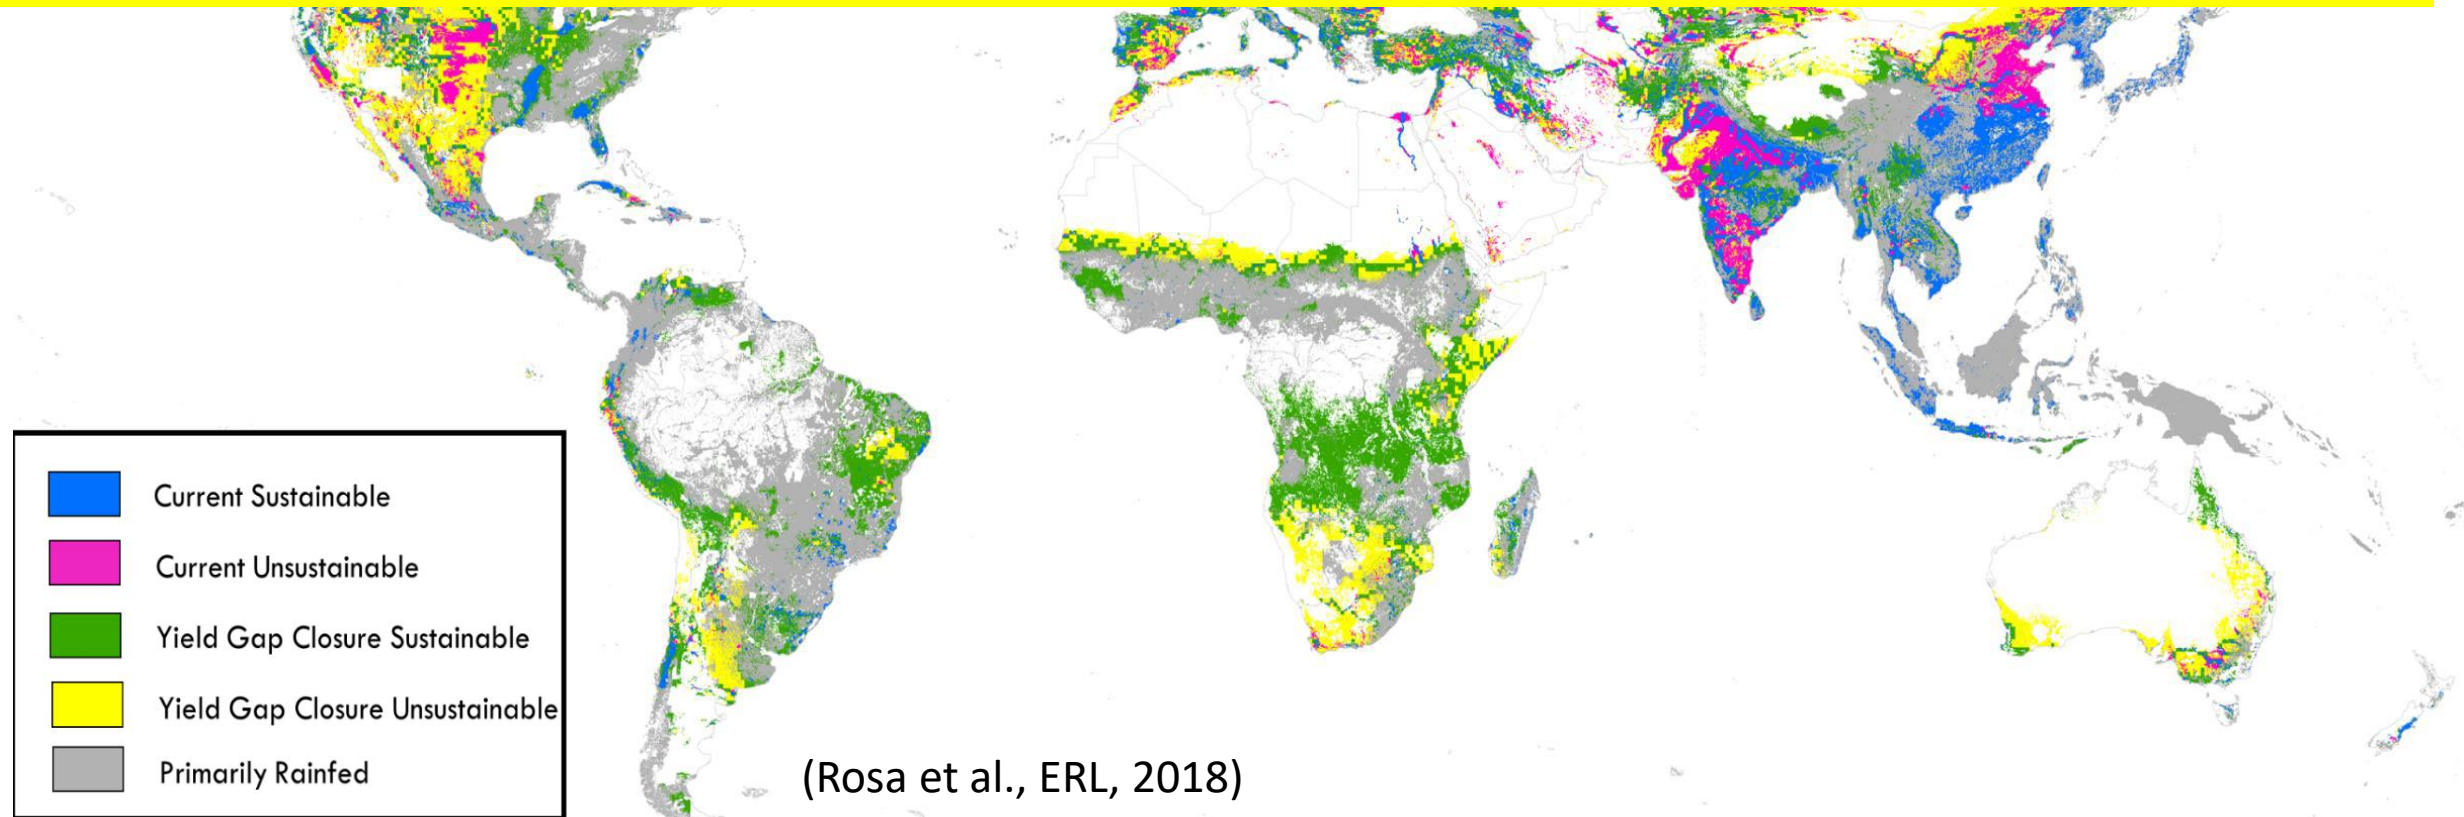 Current Sustainable
Current Unsustainable
Yield Gap Closure Sustainable
Yield Gap Closure Unsustainable
Primarily Rainfed
(Rosa et al., ERL, 2018)